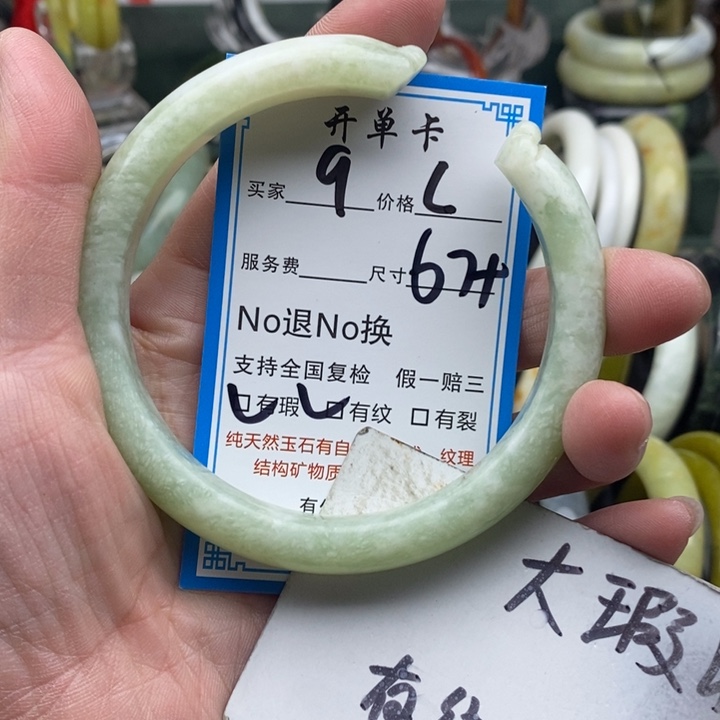 开单卡
买家 9 价格 L
服务费 尺寸 62#
No退No换
支持全国复检 假一赔三
☑有瑕 ☑有纹 口有裂
纯天然玉石有自 纹理
结构矿物质
有
大瑕
有